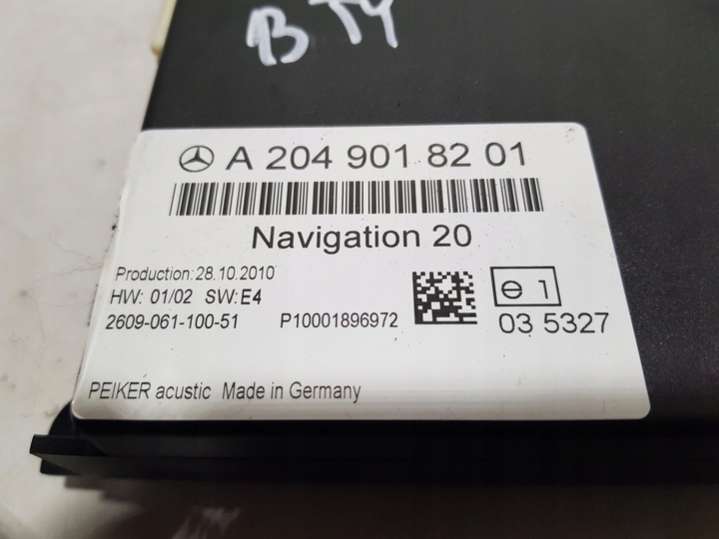 A 204 901 82 01
Navigation 20
Production: 28.10.2010
HW: 01/02 SW: E4
2609-061-100-51 P10001896972
e 1
03 5327
PEIKER acustic Made in Germany